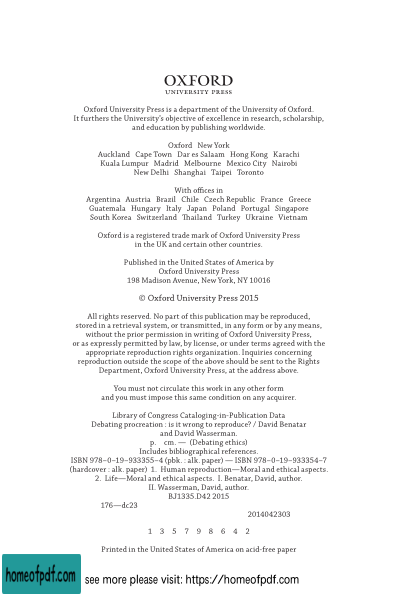 OXFORD
UNIVERSITY PRESS
Oxford University Press is a department of the University of Oxford.
It furthers the University's objective of excellence in research, scholarship,
and education by publishing worldwide.
Oxford New York
Auckland Cape Town Dar es Salaam Hong Kong Karachi
Kuala Lumpur Madrid Melbourne Mexico City Nairobi
New Delhi Shanghai Taipei Toronto
With offices in
Argentina Austria Brazil Chile Czech Republic France Greece
Guatemala Hungary Italy Japan Poland Portugal Singapore
South Korea Switzerland Thailand Turkey Ukraine Vietnam
Oxford is a registered trade mark of Oxford University Press
in the UK and certain other countries.
Published in the United States of America by
Oxford University Press
198 Madison Avenue, New York, NY 10016
© Oxford University Press 2015
All rights reserved. No part of this publication may be reproduced,
stored in a retrieval system, or transmitted, in any form or by any means,
without the prior permission in writing of Oxford University Press,
or as expressly permitted by law, by license, or under terms agreed with the
appropriate reproduction rights organization. Inquiries concerning
reproduction outside the scope of the above should be sent to the Rights
Department, Oxford University Press, at the address above.
You must not circulate this work in any other form
and you must impose this same condition on any acquirer.
Library of Congress Cataloging-in-Publication Data
Debating procreation : is it wrong to reproduce? / David Benatar
and David Wasserman.
p. cm. — (Debating ethics)
Includes bibliographical references.
ISBN 978–0–19–933355–4 (pbk. : alk. paper) — ISBN 978–0–19–933354–7
(hardcover : alk. paper) 1. Human reproduction—Moral and ethical aspects.
2. Life—Moral and ethical aspects. I. Benatar, David, author.
II. Wasserman, David, author.
BJ1335.D42 2015
176—dc23
2014042303
1 3 5 7 9 8 6 4 2
Printed in the United States of America on acid-free paper
homeofpdf.com see more please visit: https://homeofpdf.com